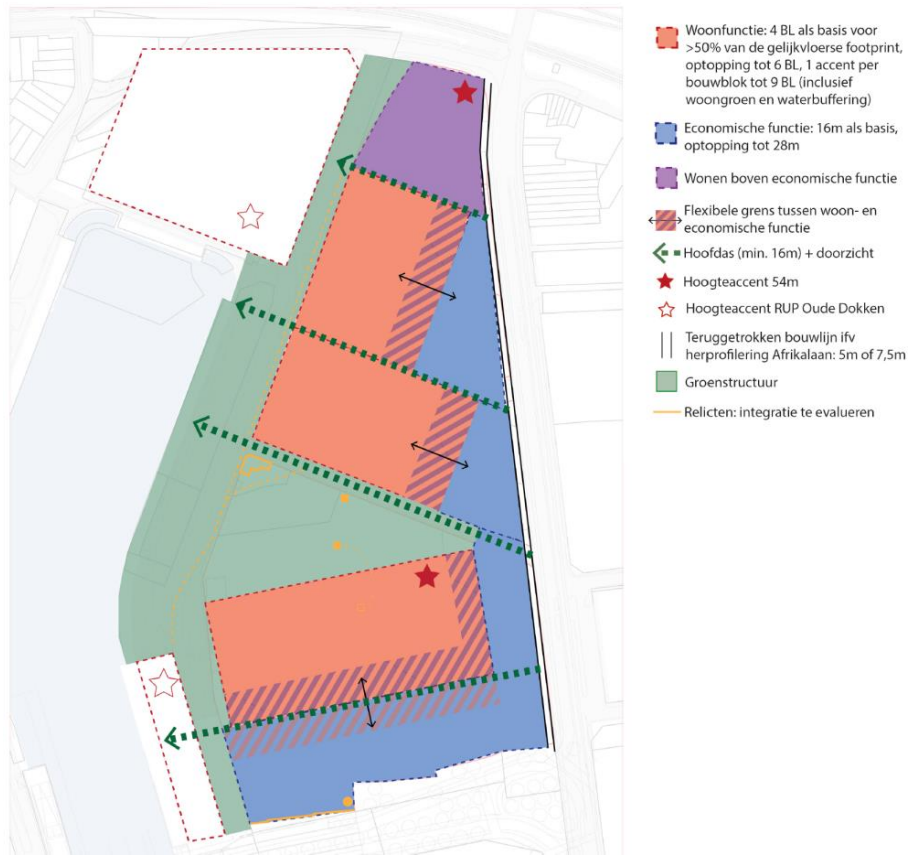 Woonfunctie: 4 BL als basis voor
>50% van de gelijkvloerse footprint,
optopping tot 6 BL, 1 accent per
bouwblok tot 9 BL (inclusief
woongroen en waterbuffering)
Economische functie: 16m als basis,
optopping tot 28m
Wonen boven economische functie
Flexibele grens tussen woon- en
economische functie
Hoofdas (min. 16m) + doorzicht
Hoogteaccent 54m
Hoogteaccent RUP Oude Dokken
Teruggetrokken bouwlijn ifv
herprofilering Afrikalaan: 5m of 7,5m
Groenstructuur
Relicten: integratie te evalueren